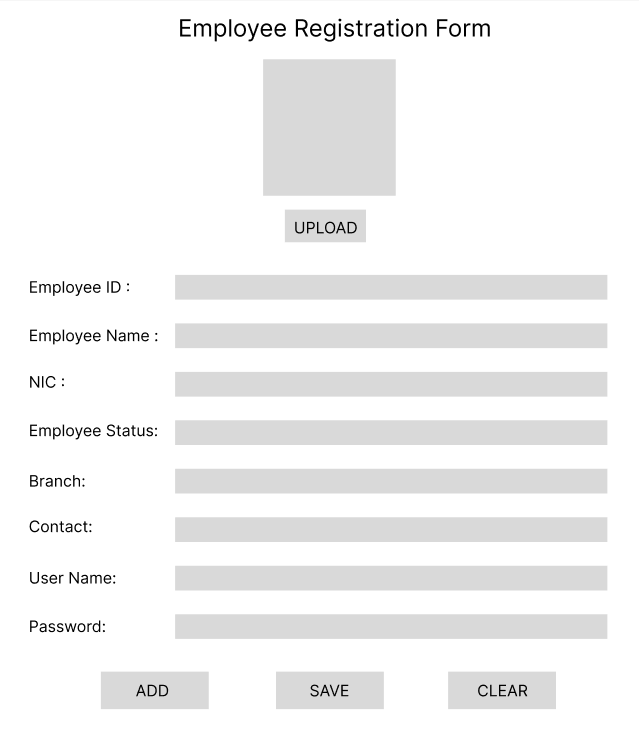 Employee Registration Form
UPLOAD
Employee ID :
Employee Name :
NIC :
Employee Status:
Branch:
Contact:
User Name:
Password:
ADD SAVE CLEAR